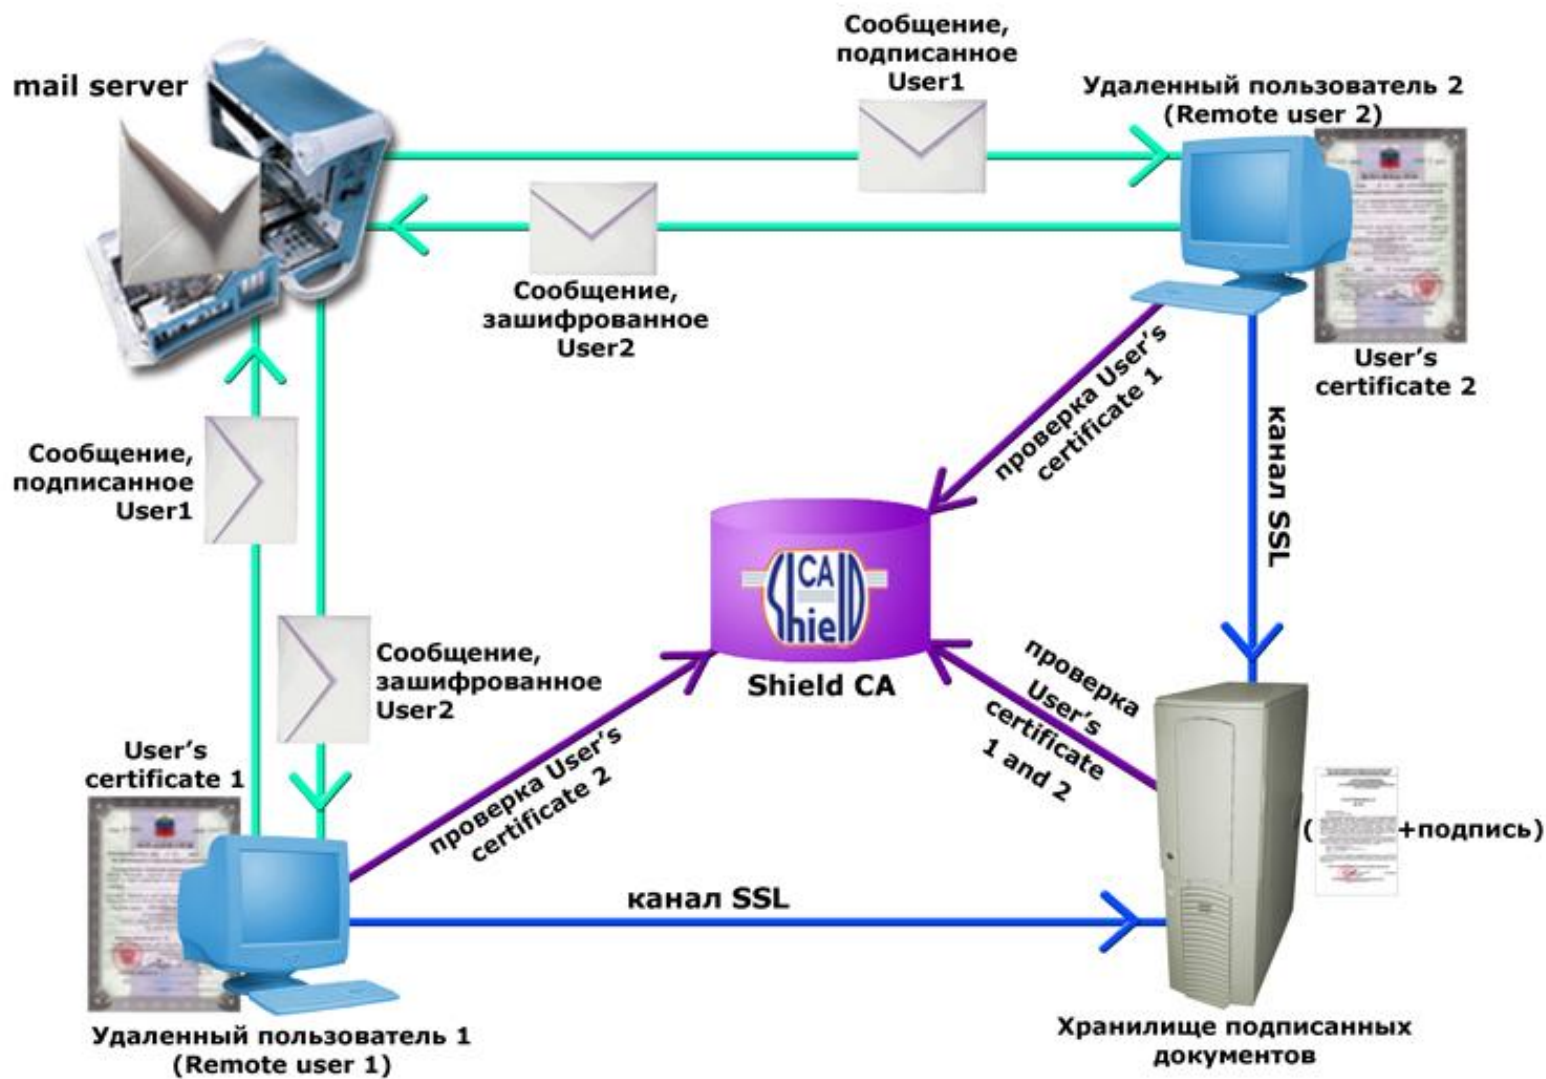 Сообщение,
подписанное
User1
mail server
Удаленный пользователь 2
(Remote user 2)
Сообщение,
зашифрованное
User2
User's
certificate 2
проверка User's
certificate 1
канал SSL
Сообщение,
подписанное
User1
CA
Shield
Shield CA
Сообщение,
зашифрованное
User2
проверка
User's
certificate
1 and 2
User's
certificate 1
проверка User's
certificate 2
( +подпись)
канал SSL
Удаленный пользователь 1
(Remote user 1)
Хранилище подписанных
документов